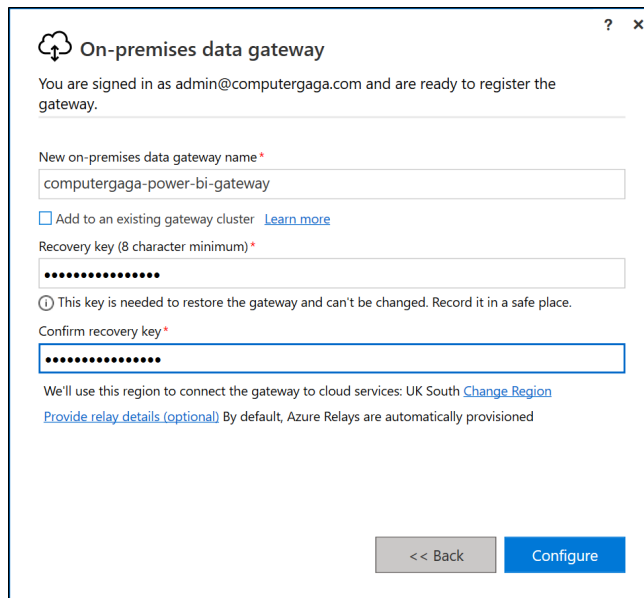 ? ×
On-premises data gateway
You are signed in as admin@computergaga.com and are ready to register the
gateway.
New on-premises data gateway name*
computergaga-power-bi-gateway
Add to an existing gateway cluster Learn more
Recovery key (8 character minimum)*
••••••••••••••••
This key is needed to restore the gateway and can't be changed. Record it in a safe place.
Confirm recovery key*
••••••••••••••••
We'll use this region to connect the gateway to cloud services: UK South Change Region
Provide relay details (optional) By default, Azure Relays are automatically provisioned
<< Back Configure